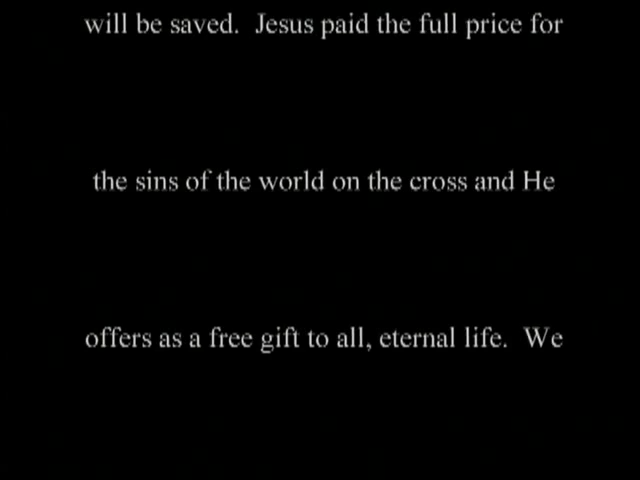 will be saved.  Jesus paid the full price for
the sins of the world on the cross and He
offers as a free gift to all, eternal life.  We